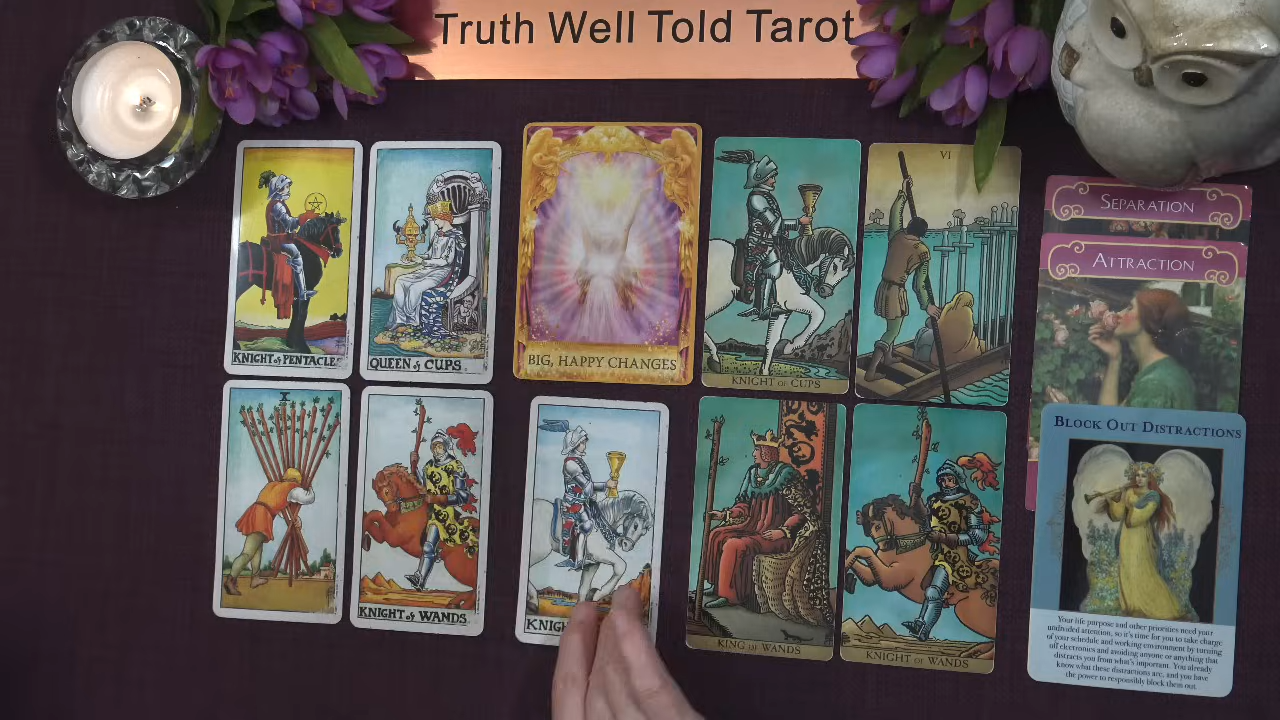 Truth Well Told Tarot
KNIGHT of PENTACLES
QUEEN of CUPS
BIG, HAPPY CHANGES
KNIGHT OF CUPS
VI
SEPARATION
ATTRACTION
X
KNIGHT of WANDS
KING OF WANDS
KNIGHT OF WANDS
BLOCK OUT DISTRACTIONS
Your life purpose and other priorities need your
undivided attention, so it's time for you to take charge
of your schedule and working environment by turning
off electronics and avoiding anyone or anything that
distracts you from what's important. You already
know what these distractions are, and you have
the power to responsibly block them out.